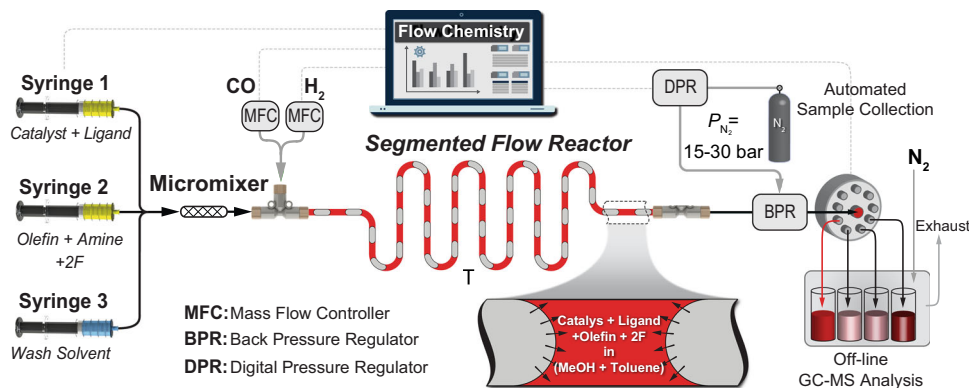 Flow Chemistry
Syringe 1
Catalyst + Ligand
Syringe 2
Olefin + Amine
+2F
Syringe 3
Wash Solvent
Micromixer
CO
H2
MFC
MFC
Segmented Flow Reactor
T
DPR
N2
PN2=
15-30 bar
BPR
Automated
Sample Collection
N2
Exhaust
Off-line
GC-MS Analysis
MFC: Mass Flow Controller
BPR: Back Pressure Regulator
DPR: Digital Pressure Regulator
Catalys + Ligand
+Olefin + 2F
in
(MeOH + Toluene)